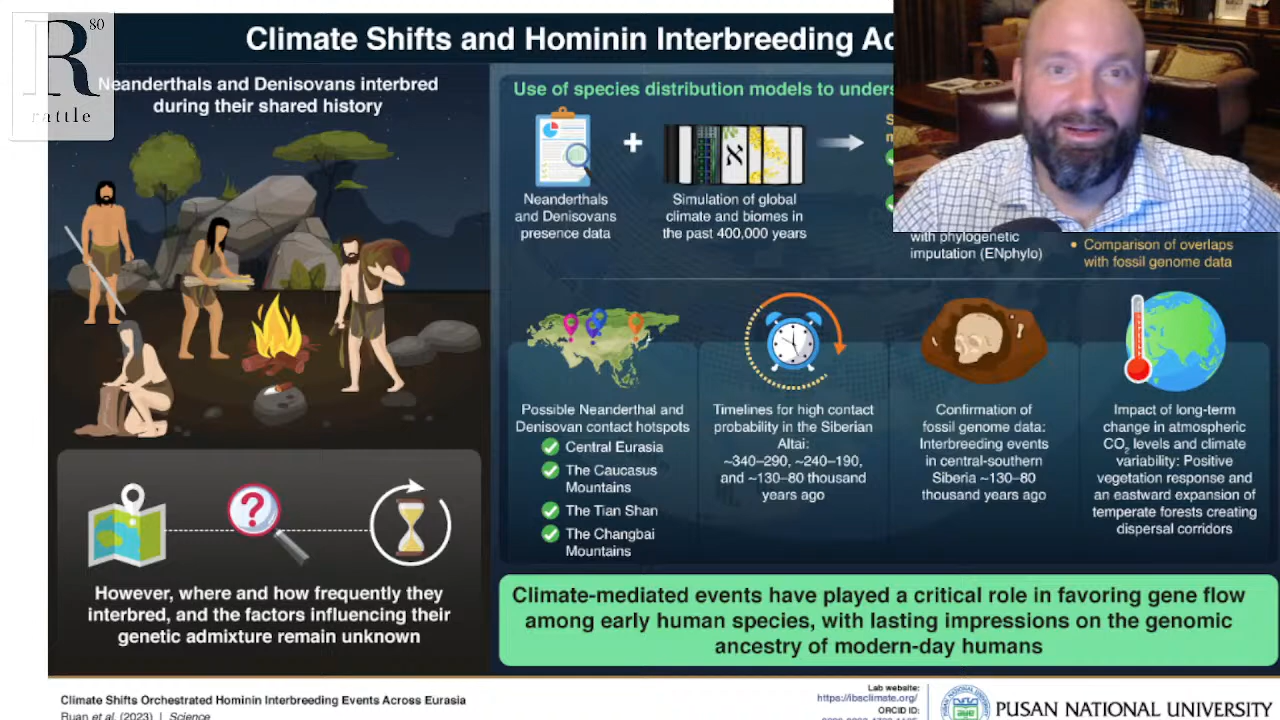 R
80
rattle
Climate Shifts and Hominin Interbreeding
Neanderthals and Denisovans interbred
during their shared history
However, where and how frequently they
interbred, and the factors influencing their
genetic admixture remain unknown
Use of species distribution models to
Neanderthals
and Denisovans
presence data
+
א
Simulation of global
climate and biomes in
the past 400,000 years
with phylogenetic
imputation (ENphylo)
• Comparison of overlaps
with fossil genome data
Possible Neanderthal and
Denisovan contact hotspots
Central Eurasia
The Caucasus
Mountains
The Tian Shan
The Changbai
Mountains
Timelines for high contact
probability in the Siberian
Altai:
~340–290, ~240–190,
and ~130–80 thousand
years ago
Confirmation of
fossil genome data:
Interbreeding events
in central-southern
Siberia ~130–80
thousand years ago
Impact of long-term
change in atmospheric
CO₂ levels and climate
variability: Positive
vegetation response and
an eastward expansion of
temperate forests creating
dispersal corridors
Climate-mediated events have played a critical role in favoring gene flow
among early human species, with lasting impressions on the genomic
ancestry of modern-day humans
Climate Shifts Orchestrated Hominin Interbreeding Events Across Eurasia
Ruan et al. (2023) | Science
Lab website:
https://ibsclimate.org/
ORCID ID:
PUSAN NATIONAL UNIVERSITY